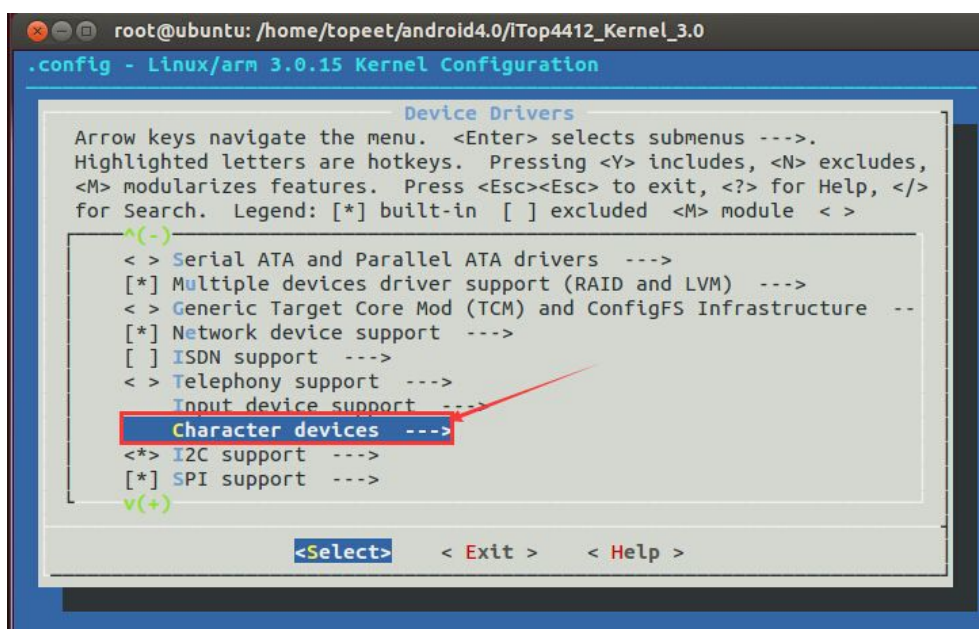 root@ubuntu: /home/topeet/android4.0/iTop4412_Kernel_3.0
.config - Linux/arm 3.0.15 Kernel Configuration
Device Drivers
Arrow keys navigate the menu.  <Enter> selects submenus --->.
Highlighted letters are hotkeys.  Pressing <Y> includes, <N> excludes,
<M> modularizes features.  Press <Esc><Esc> to exit, <?> for Help, </>
for Search.  Legend: [*] built-in  [ ] excluded  <M> module  < >
^(-)
< > Serial ATA and Parallel ATA drivers  --->
[*] Multiple devices driver support (RAID and LVM)  --->
< > Generic Target Core Mod (TCM) and ConfigFS Infrastructure  --
[*] Network device support  --->
[ ] ISDN support  --->
< > Telephony support  --->
Input device support  --->
Character devices  --->
<*> I2C support  --->
[*] SPI support  --->
v(+)
<Select>    < Exit >    < Help >